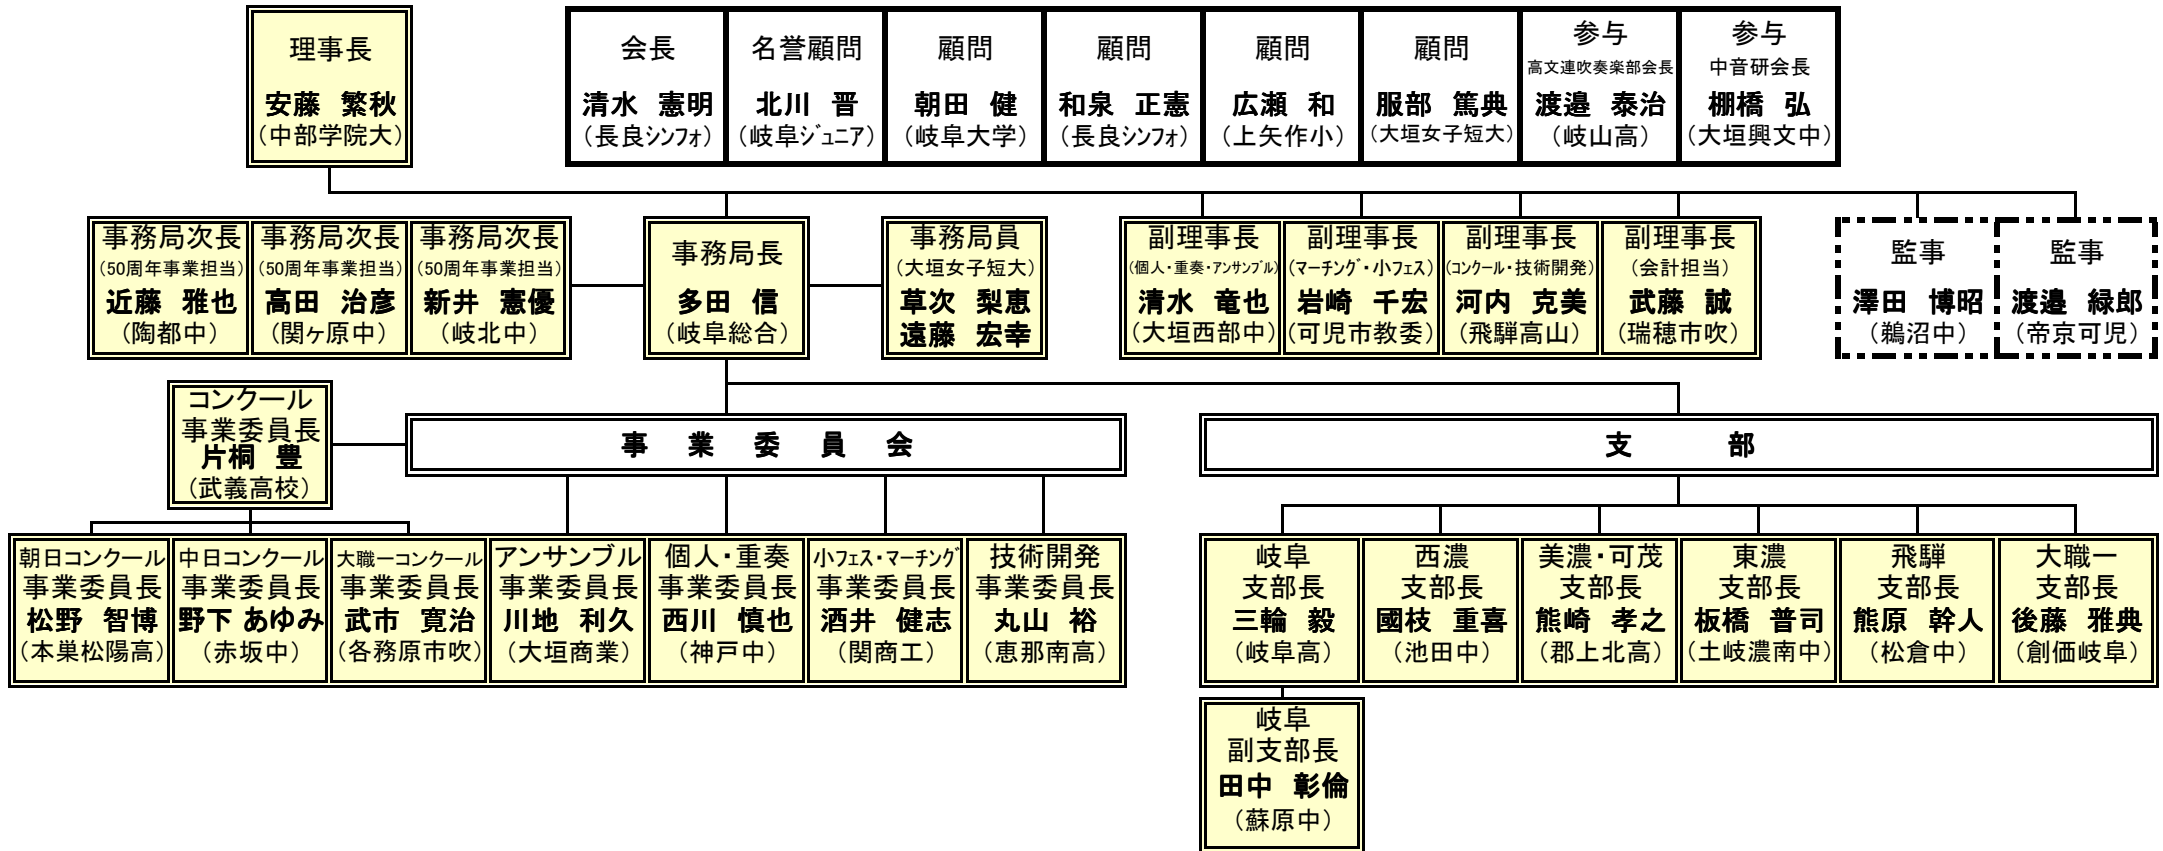 理事長
安藤 繁秋
（中部学院大）
会長
清水 憲明
（長良シンフォ）
名誉顧問
北川 晋
（岐阜ジュニア）
顧問
朝田 健
（岐阜大学）
顧問
和泉 正憲
（長良シンフォ）
顧問
広瀬 和
（上矢作小）
顧問
服部 篤典
（大垣女子短大）
参与
高文連吹奏楽部会長
渡邉 泰治
（岐山高）
参与
中音研会長
棚橋 弘
（大垣興文中）
事務局次長
（50周年事業担当）
近藤 雅也
（陶都中）
事務局次長
（50周年事業担当）
高田 治彦
（関ヶ原中）
事務局次長
（50周年事業担当）
新井 憲優
（岐北中）
事務局長
多田 信
（岐阜総合）
事務局員
（大垣女子短大）
草次 梨恵
遠藤 宏幸
副理事長
（個人・重奏・アンサンブル）
清水 竜也
（大垣西部中）
副理事長
（マーチング・小フェス）
岩崎 千宏
（可児市教委）
副理事長
（コンクール・技術開発）
河内 克美
（飛騨高山）
副理事長
（会計担当）
武藤 誠
（瑞穂市吹）
監事
澤田 博昭
（鵜沼中）
監事
渡邉 緑郎
（帝京可児）
コンクール
事業委員長
片桐 豊
（武義高校）
事業委員会
支部
朝日コンクール
事業委員長
松野 智博
（本巣松陽高）
中日コンクール
事業委員長
野下 あゆみ
（赤坂中）
大職一コンクール
事業委員長
武市 寛治
（各務原市吹）
アンサンブル
事業委員長
川地 利久
（大垣商業）
個人・重奏
事業委員長
西川 慎也
（神戸中）
小フェス・マーチング
事業委員長
酒井 健志
（関商工）
技術開発
事業委員長
丸山 裕
（恵那南高）
岐阜
支部長
三輪 毅
（岐阜高）
西濃
支部長
國枝 重喜
（池田中）
美濃・可茂
支部長
熊崎 孝之
（郡上北高）
東濃
支部長
板橋 普司
（土岐濃南中）
飛騨
支部長
熊原 幹人
（松倉中）
大職一
支部長
後藤 雅典
（創価岐阜）
岐阜
副支部長
田中 彰倫
（蘇原中）